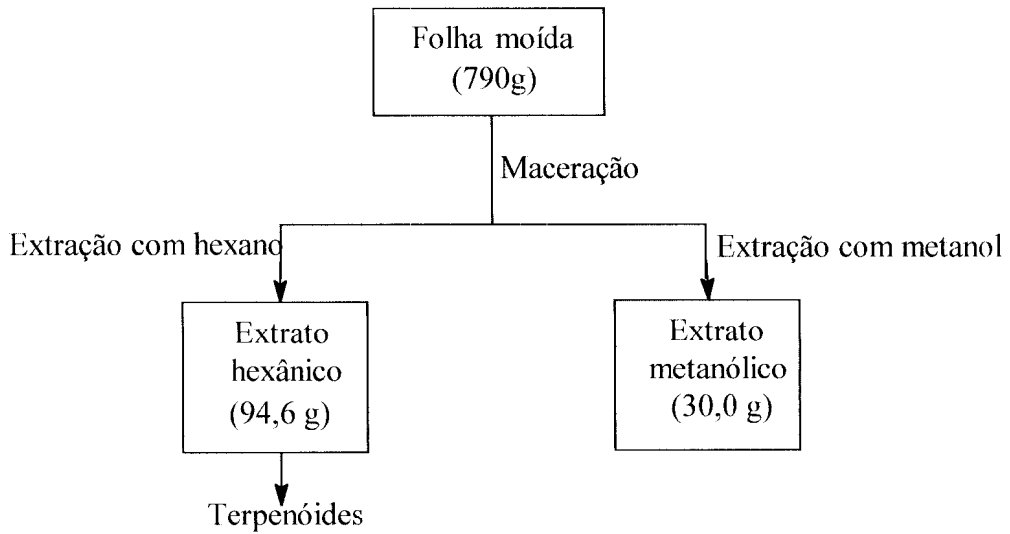 Folha moída
(790g)
Maceração
Extração com hexano
Extração com metanol
Extrato
hexânico
(94,6 g)
Extrato
metanólico
(30,0 g)
Terpenóides